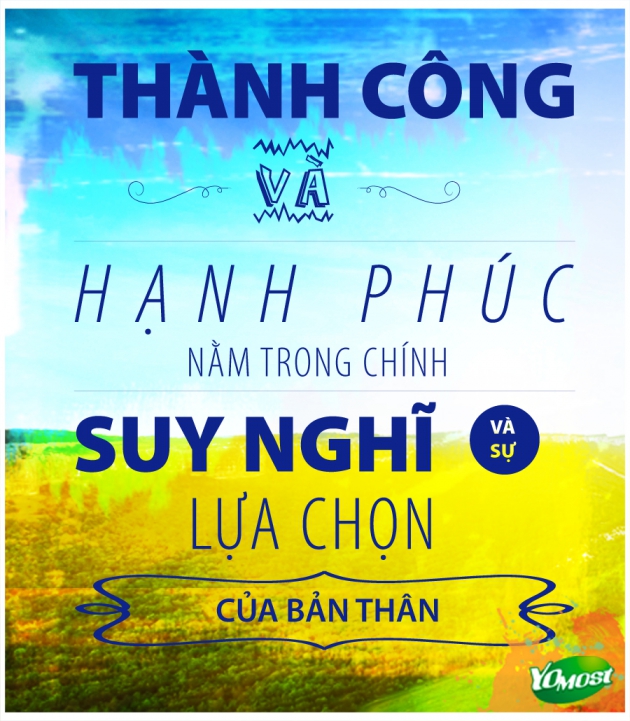 THÀNH CÔNG
VÀ
HẠNH PHÚC
NẰM TRONG CHÍNH
SUY NGHĨ
VÀ
SỰ
LỰA CHỌN
CỦA BẢN THÂN
YOMOST